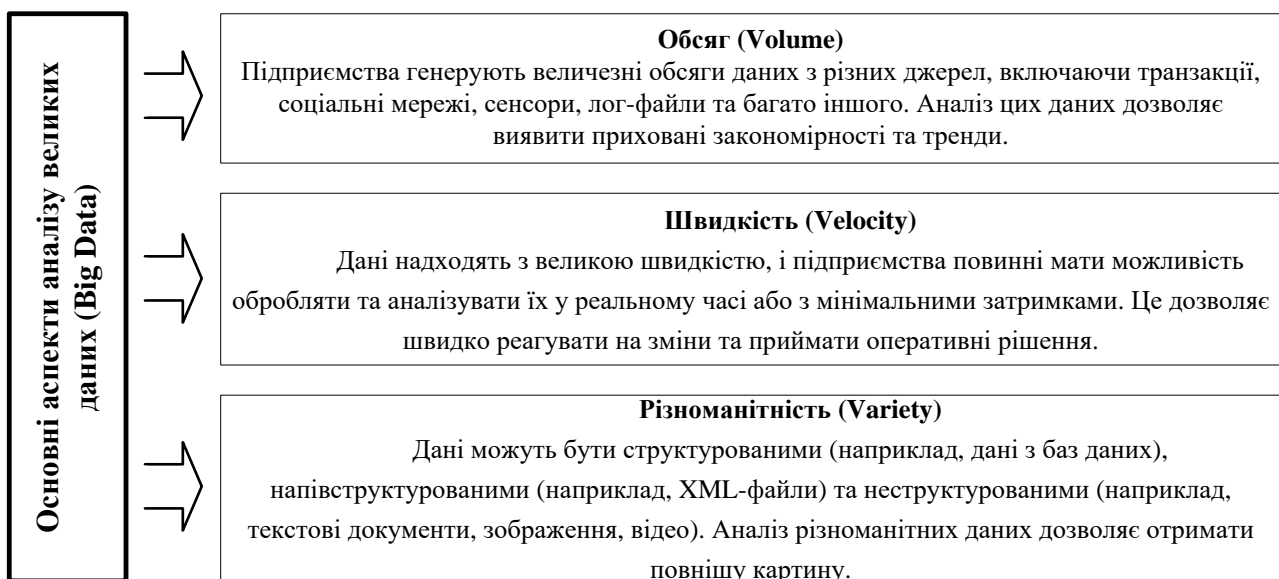 Основні аспекти аналізу великих
даних (Big Data)
Обсяг (Volume)
Підприємства генерують величезні обсяги даних з різних джерел, включаючи транзакції,
соціальні мережі, сенсори, лог-файли та багато іншого. Аналіз цих даних дозволяє
виявити приховані закономірності та тренди.
Швидкість (Velocity)
Дані надходять з великою швидкістю, і підприємства повинні мати можливість
обробляти та аналізувати їх у реальному часі або з мінімальними затримками. Це дозволяє
швидко реагувати на зміни та приймати оперативні рішення.
Різноманітність (Variety)
Дані можуть бути структурованими (наприклад, дані з баз даних),
напівструктурованими (наприклад, XML-файли) та неструктурованими (наприклад,
текстові документи, зображення, відео). Аналіз різноманітних даних дозволяє отримати
повнішу картину.